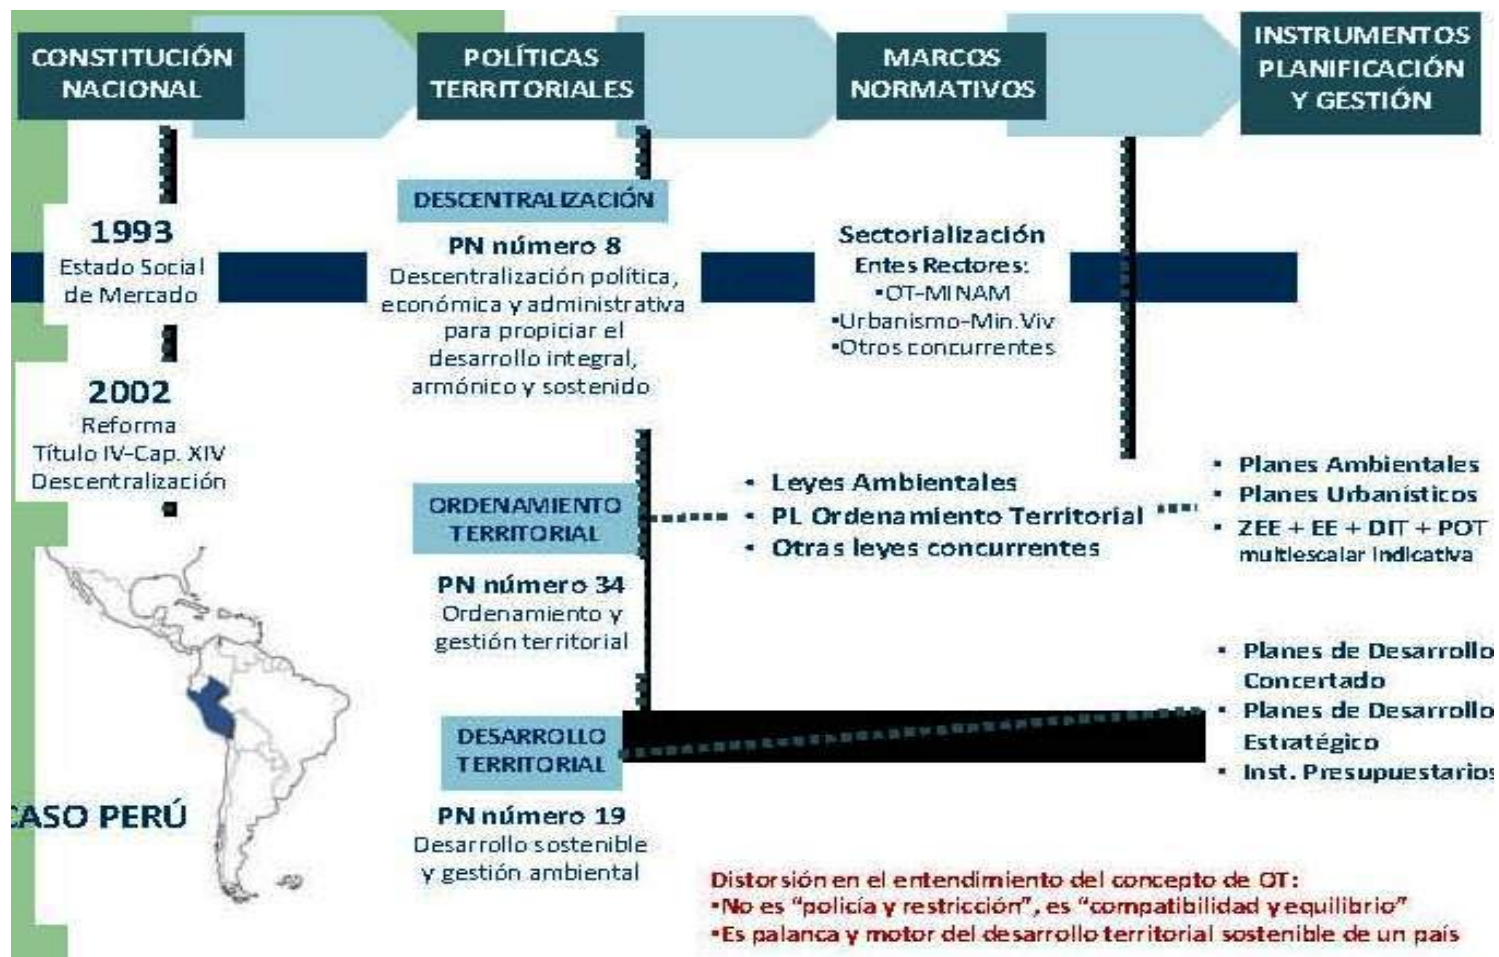 CONSTITUCIÓN
NACIONAL
POLÍTICAS
TERRITORIALES
MARCOS
NORMATIVOS
INSTRUMENTOS
PLANIFICACIÓN
Y GESTIÓN
1993
Estado Social
de Mercado
2002
Reforma
Título IV-Cap. XIV
Descentralización
DESCENTRALIZACIÓN
PN número 8
Descentralización política,
económica y administrativa
para propiciar el
desarrollo integral,
armónico y sostenido
Sectorialización
Entes Rectores:
•OT-MINAM
•Urbanismo-Min.Viv
•Otros concurrentes
ORDENAMIENTO
TERRITORIAL
PN número 34
Ordenamiento y
gestión territorial
• Leyes Ambientales
• PL Ordenamiento Territorial
• Otras leyes concurrentes
• Planes Ambientales
• Planes Urbanísticos
• ZEE + EE + DIT + POT
multiescalar indicativa
DESARROLLO
TERRITORIAL
PN número 19
Desarrollo sostenible
y gestión ambiental
• Planes de Desarrollo
Concertado
• Planes de Desarrollo
Estratégico
• Inst. Presupuestarios
CASO PERÚ
Distorsión en el entendimiento del concepto de OT:
•No es “policía y restricción”, es “compatibilidad y equilibrio”
•Es palanca y motor del desarrollo territorial sostenible de un país